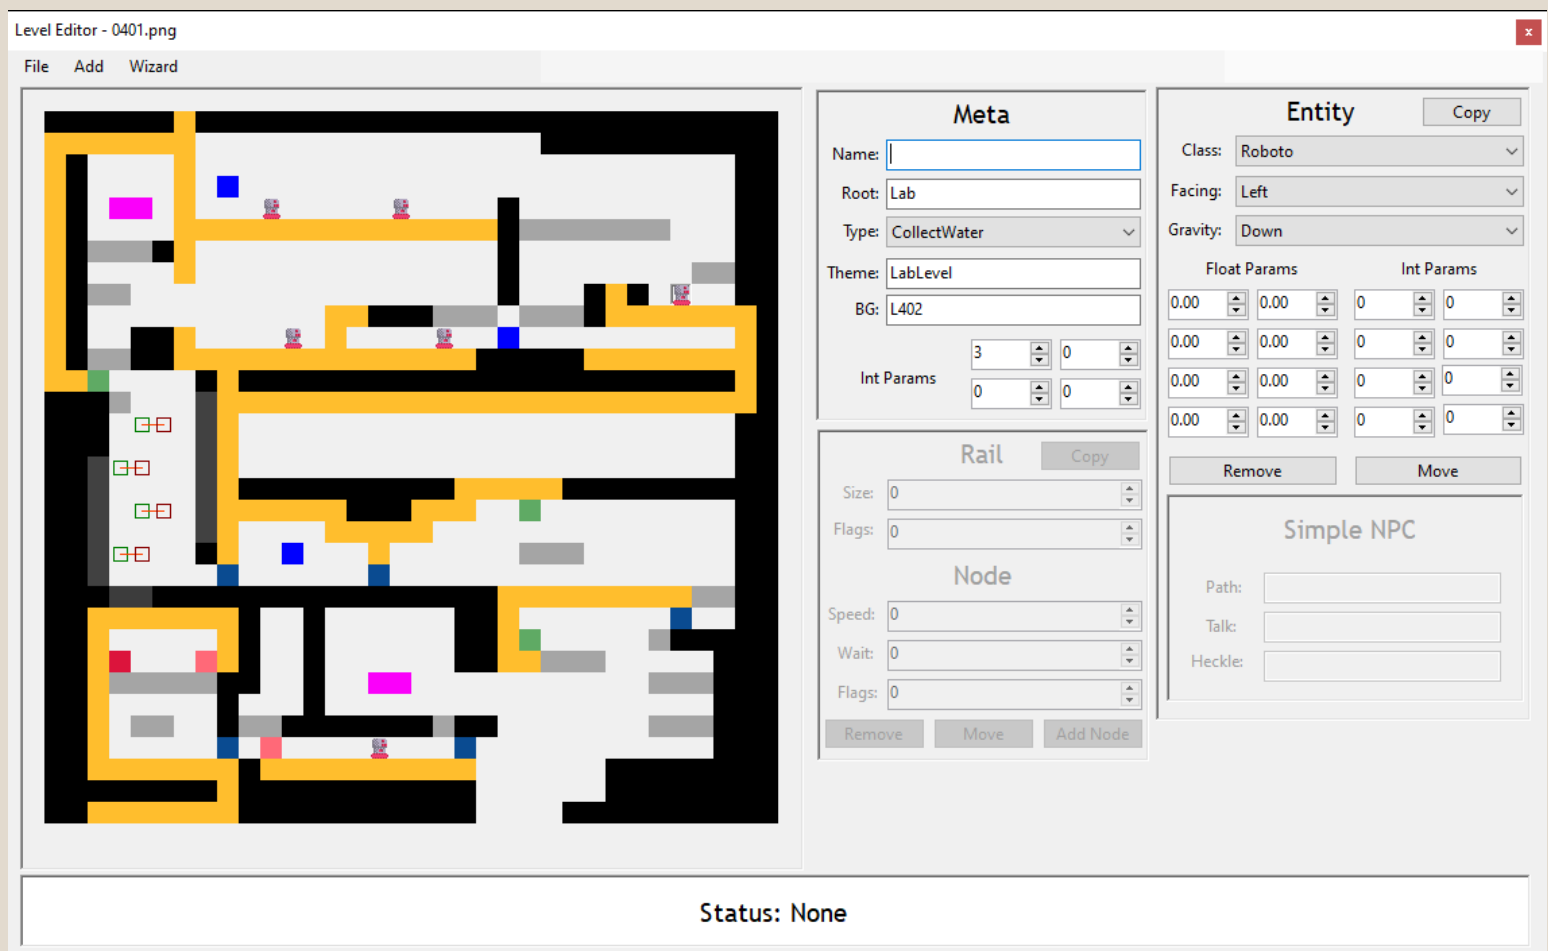 Level Editor - 0401.png
x
File Add Wizard
Meta
Name:
Root: Lab
Type: CollectWater
Theme: LabLevel
BG: L402
Int Params
3 0
0 0
Rail Copy
Size: 0
Flags: 0
Node
Speed: 0
Wait: 0
Flags: 0
Remove Move Add Node
Entity Copy
Class: Roboto
Facing: Left
Gravity: Down
Float Params Int Params
0.00 0.00 0 0
0.00 0.00 0 0
0.00 0.00 0 0
0.00 0.00 0 0
Remove Move
Simple NPC
Path:
Talk:
Heckle:
Status: None